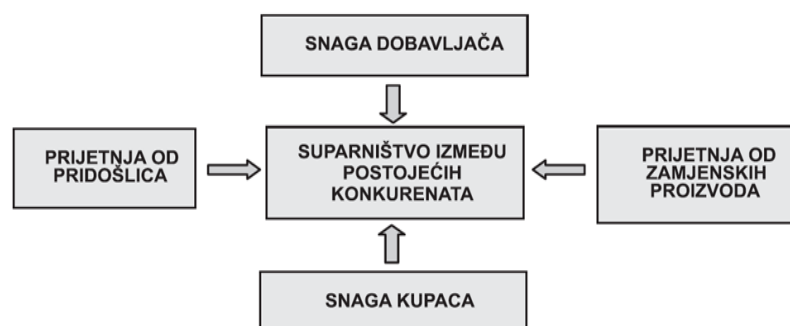 SNAGA DOBAVLJAČA
PRIJETNJA OD
PRIDOŠLICA
SUPARNIŠTVO IZMEĐU
POSTOJEĆIH
KONKURENATA
PRIJETNJA OD
ZAMJENSKIH
PROIZVODA
SNAGA KUPACA